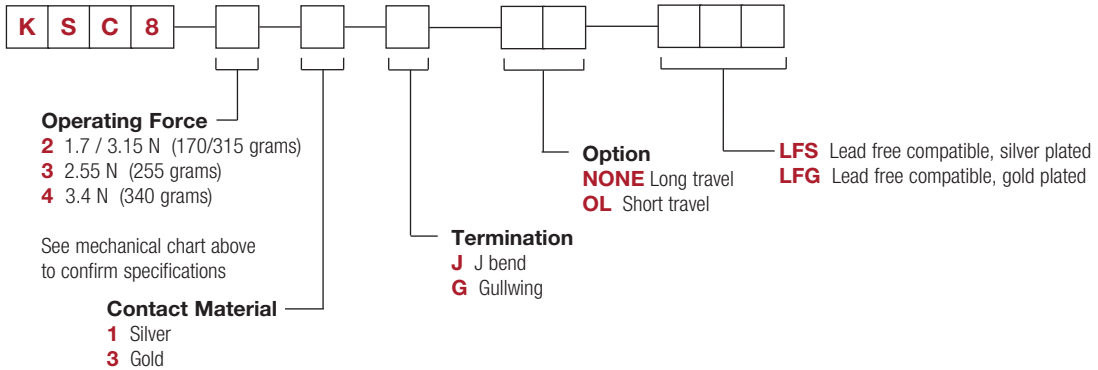 K S C 8
Operating Force
2 1.7 / 3.15 N (170/315 grams)
3 2.55 N (255 grams)
4 3.4 N (340 grams)
See mechanical chart above
to confirm specifications
Contact Material
1 Silver
3 Gold
Termination
J J bend
G Gullwing
Option
NONE Long travel
OL Short travel
LFS Lead free compatible, silver plated
LFG Lead free compatible, gold plated